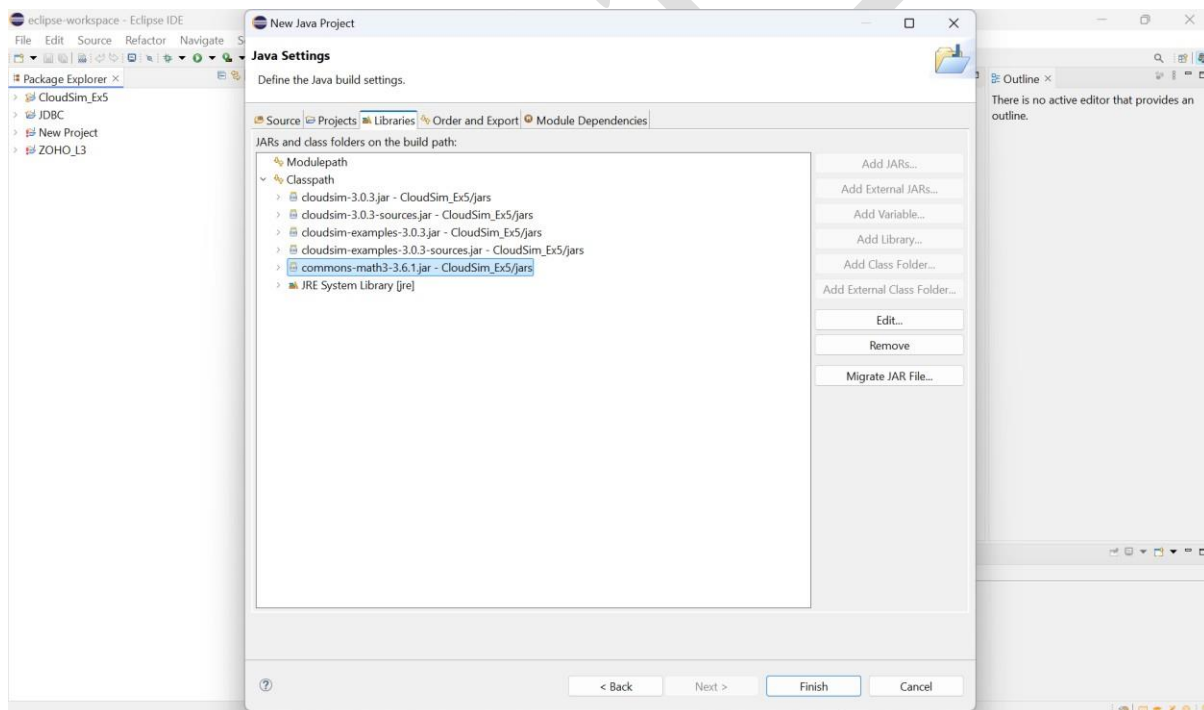 eclipse-workspace - Eclipse IDE
File Edit Source Refactor Navigate
Package Explorer
CloudSim_Ex5
JDBC
New Project
ZOHO_L3
New Java Project
Java Settings
Define the Java build settings.
Source Projects Libraries Order and Export Module Dependencies
JARs and class folders on the build path:
Modulepath
Classpath
cloudsim-3.0.3.jar - CloudSim_Ex5/jars
cloudsim-3.0.3-sources.jar - CloudSim_Ex5/jars
cloudsim-examples-3.0.3.jar - CloudSim_Ex5/jars
cloudsim-examples-3.0.3-sources.jar - CloudSim_Ex5/jars
commons-math3-3.6.1.jar - CloudSim_Ex5/jars
JRE System Library [jre]
Add JARs...
Add External JARs...
Add Variable...
Add Library...
Add Class Folder...
Add External Class Folder...
Edit...
Remove
Migrate JAR File...
< Back Next > Finish Cancel
Outline
There is no active editor that provides an
outline.